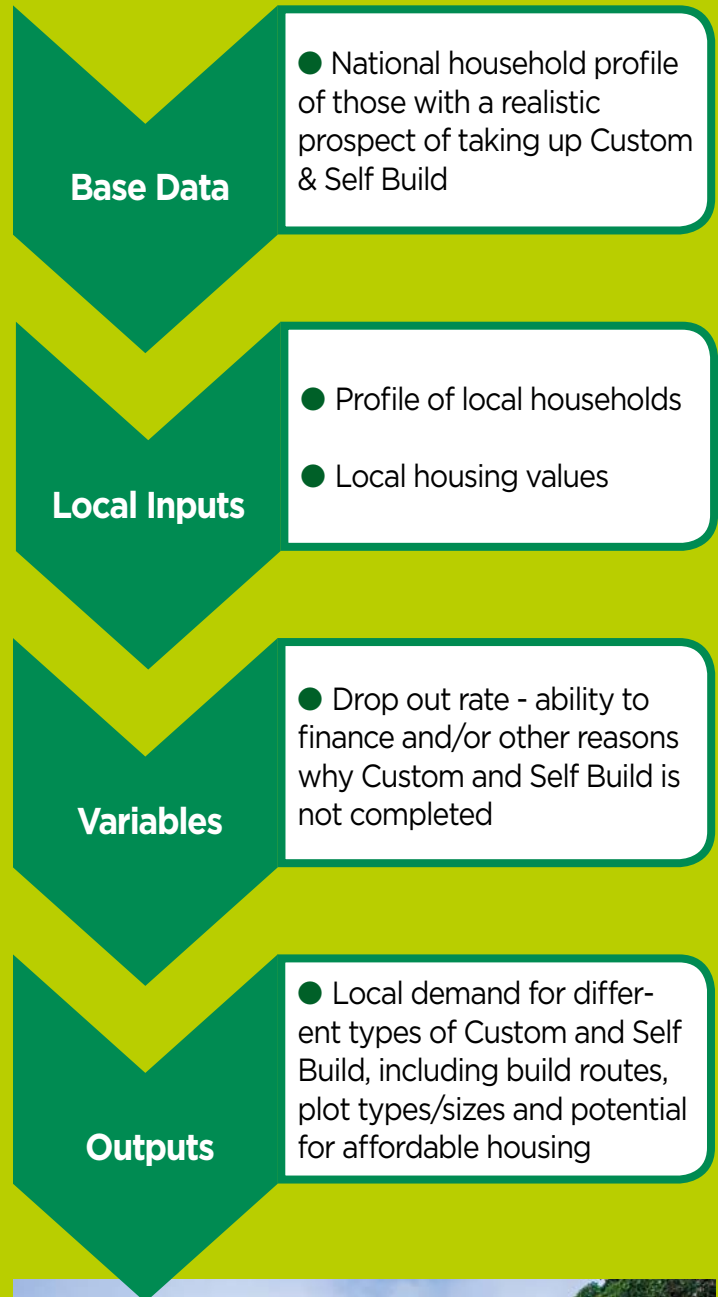 Base Data
● National household profile
of those with a realistic
prospect of taking up Custom
& Self Build
Local Inputs
● Profile of local households
● Local housing values
Variables
● Drop out rate - ability to
finance and/or other reasons
why Custom and Self Build is
not completed
Outputs
● Local demand for differ-
ent types of Custom and Self
Build, including build routes,
plot types/sizes and potential
for affordable housing